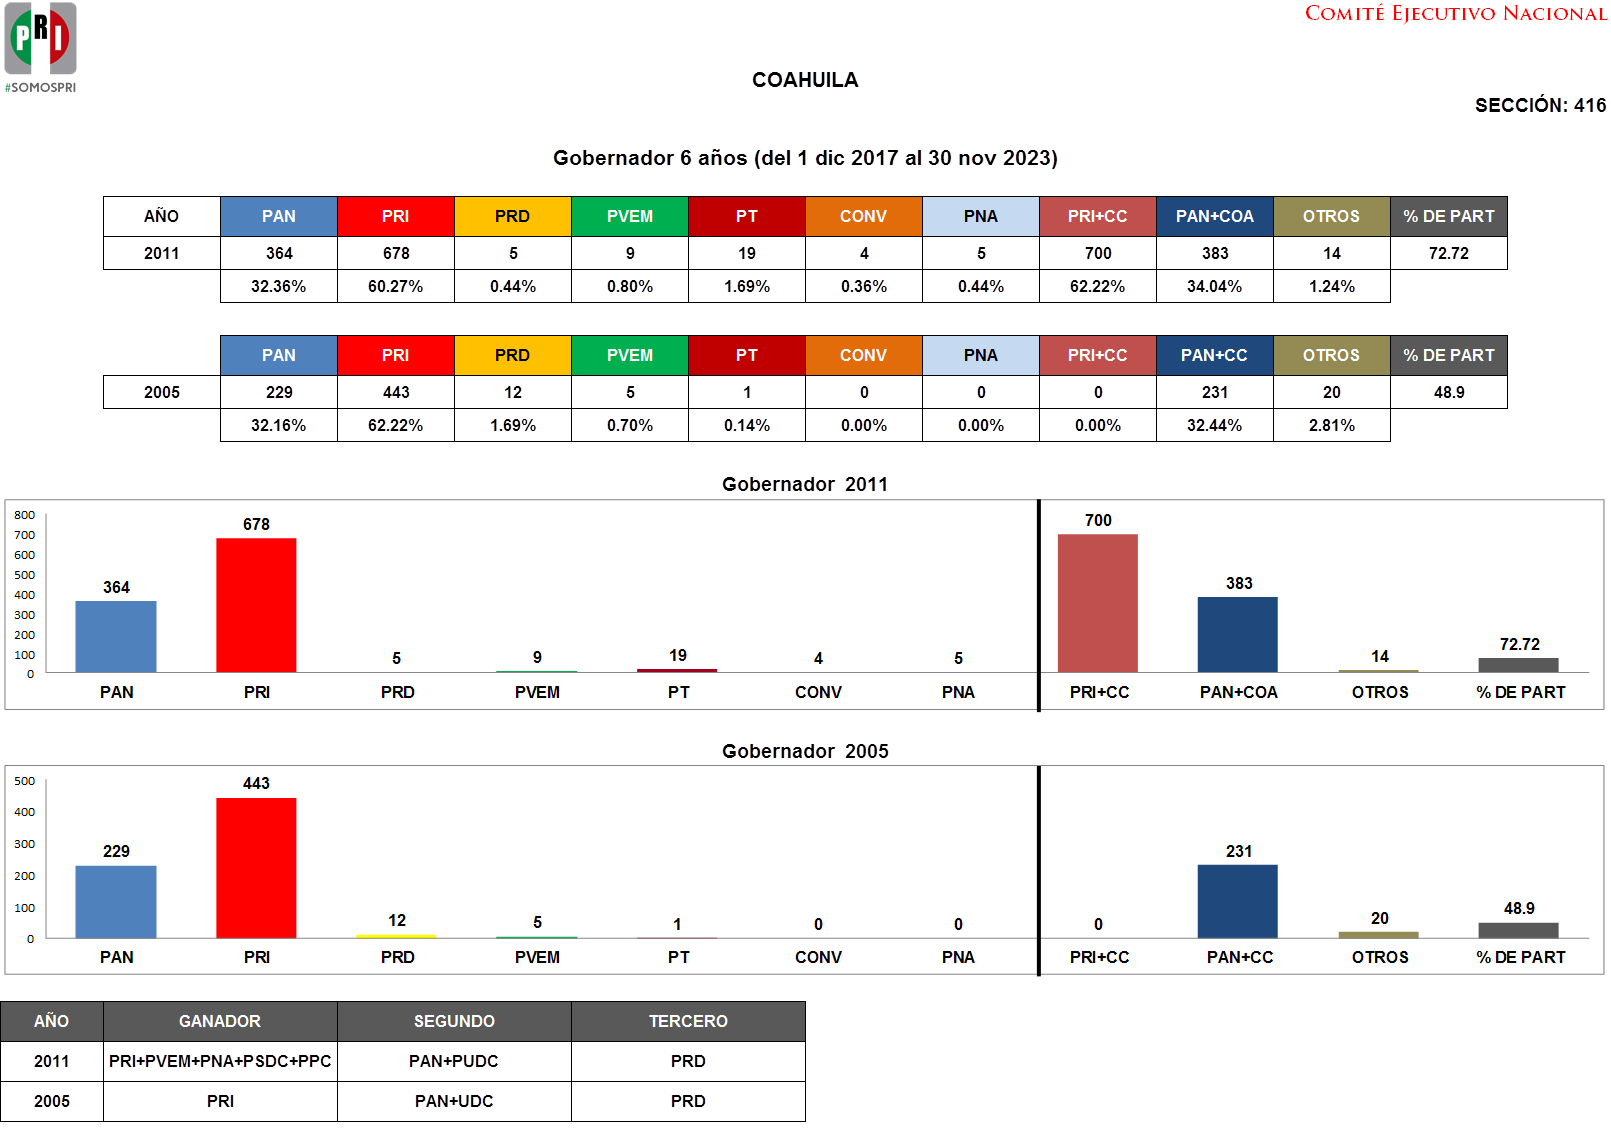 PRI
#SOMOSPRI
COMITÉ EJECUTIVO NACIONAL
COAHUILA
SECCIÓN: 416
Gobernador 6 años (del 1 dic 2017 al 30 nov 2023)
AÑO PAN PRI PRD PVEM PT CONV PNA PRI+CC PAN+COA OTROS % DE PART
2011 364 678 5 9 19 4 5 700 383 14 72.72
32.36% 60.27% 0.44% 0.80% 1.69% 0.36% 0.44% 62.22% 34.04% 1.24%
PAN PRI PRD PVEM PT CONV PNA PRI+CC PAN+CC OTROS % DE PART
2005 229 443 12 5 1 0 0 0 231 20 48.9
32.16% 62.22% 1.69% 0.70% 0.14% 0.00% 0.00% 0.00% 32.44% 2.81%
Gobernador 2011
800
700
600
500
400
300
200
100
0
364 678 5 9 19 4 5 700 383 14 72.72
PAN PRI PRD PVEM PT CONV PNA PRI+CC PAN+COA OTROS % DE PART
Gobernador 2005
500
400
300
200
100
0
229 443 12 5 1 0 0 0 231 20 48.9
PAN PRI PRD PVEM PT CONV PNA PRI+CC PAN+CC OTROS % DE PART
AÑO GANADOR SEGUNDO TERCERO
2011 PRI+PVEM+PNA+PSDC+PPC PAN+PUDC PRD
2005 PRI PAN+UDC PRD